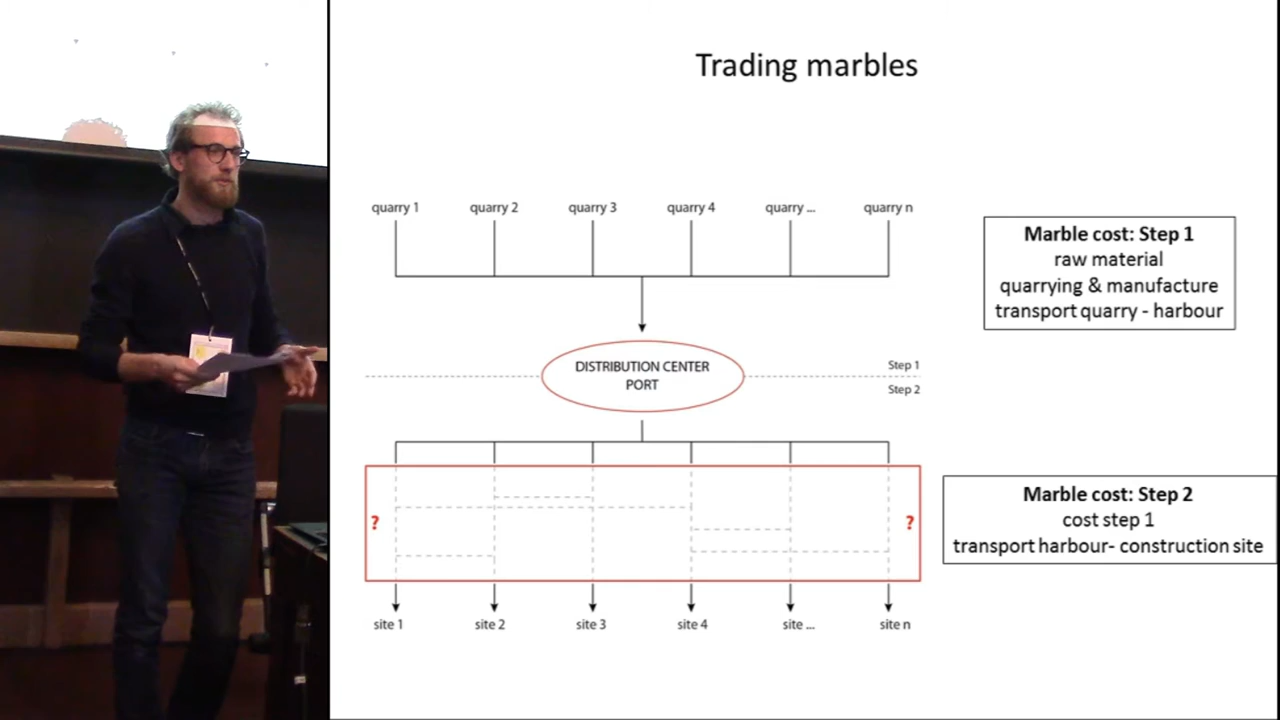 Trading marbles
quarry 1 quarry 2 quarry 3 quarry 4 quarry ... quarry n
Marble cost: Step 1
raw material
quarrying & manufacture
transport quarry - harbour
DISTRIBUTION CENTER
PORT
Step 1
Step 2
? ?
Marble cost: Step 2
cost step 1
transport harbour- construction site
site 1 site 2 site 3 site 4 site ... site n